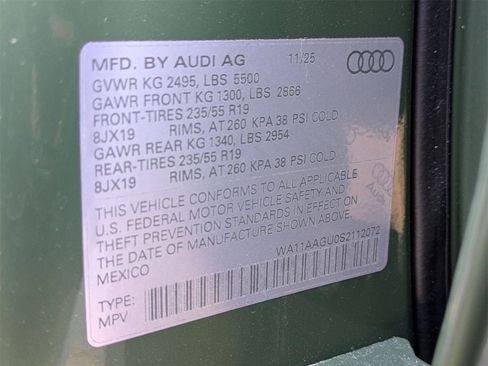 MFD. BY AUDI AG 11/25
GVWR KG 2495, LBS 5500
GAWR FRONT KG 1300, LBS 2866
FRONT-TIRES 235/55 R19
8JX19 RIMS, AT 260 KPA 38 PSI COLD
GAWR REAR KG 1340, LBS 2954
REAR-TIRES 235/55 R19
8JX19 RIMS, AT 260 KPA 38 PSI COLD
THIS VEHICLE CONFORMS TO ALL APPLICABLE
U.S. FEDERAL MOTOR VEHICLE SAFETY AND
THEFT PREVENTION STANDARDS IN EFFECT ON
THE DATE OF MANUFACTURE SHOWN ABOVE.
MEXICO
WA11AAGU0S2112072
TYPE:
MPV